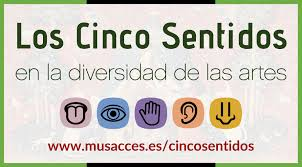 Los Cinco Sentidos
en la diversidad de las artes
www.musacces.es/cincosentidos